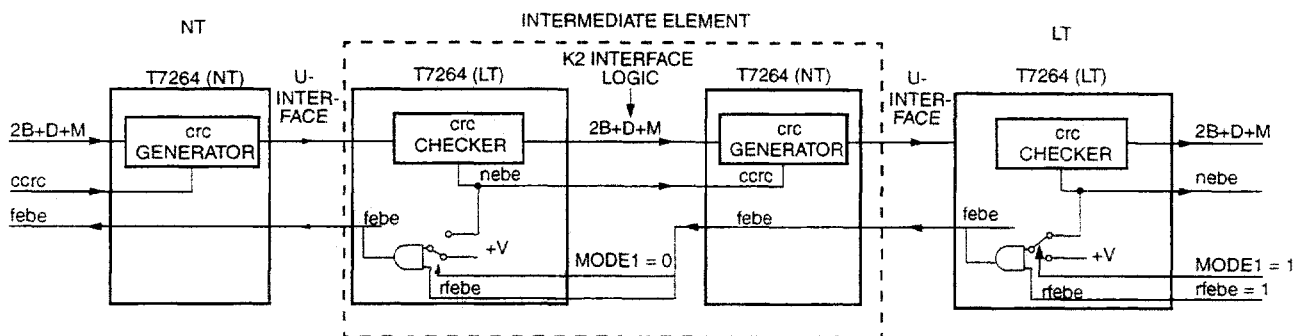 INTERMEDIATE ELEMENT
NT
LT
K2 INTERFACE
LOGIC
T7264 (NT)
U-
INTER-
FACE
T7264 (LT)
T7264 (NT)
U-
INTER-
FACE
T7264 (LT)
2B+D+M
crc
GENERATOR
crc
CHECKER
2B+D+M
crc
GENERATOR
crc
CHECKER
2B+D+M
ccrc
nebe
ccrc
nebe
febe
febe
febe
febe
+V
MODE1 = 0
rfebe
+V
MODE1 = 1
rfebe
rfebe = 1